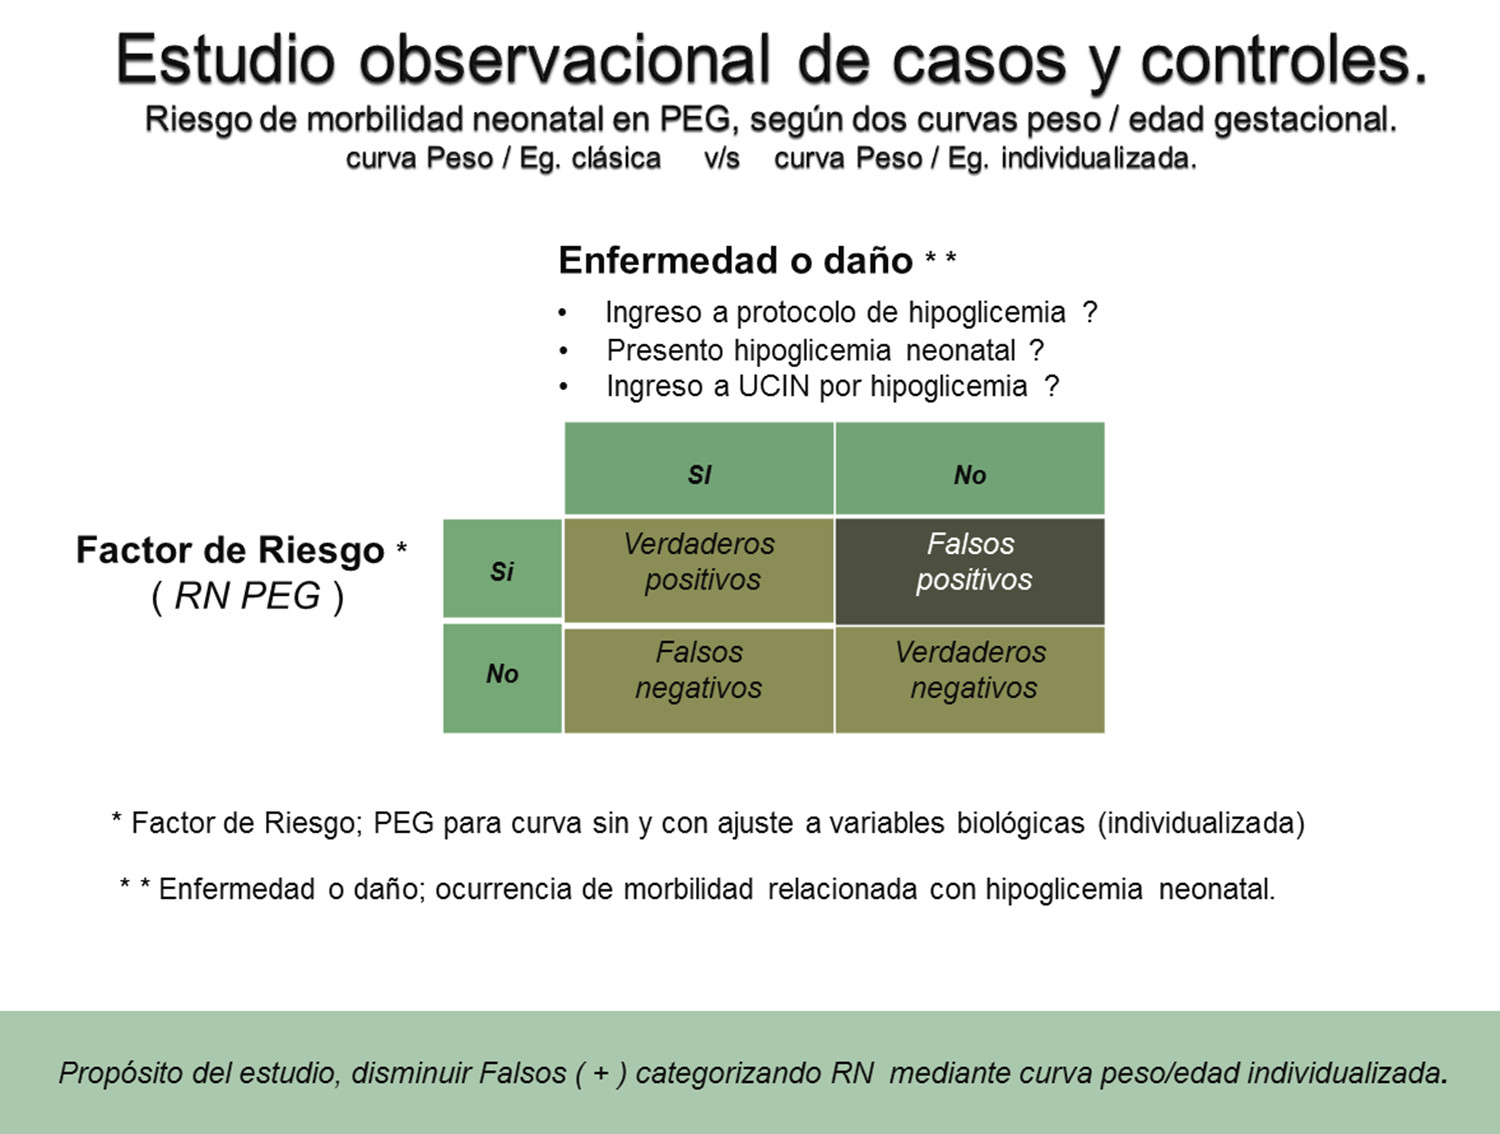 Estudio observacional de casos y controles.
Riesgo de morbilidad neonatal en PEG, según dos curvas peso / edad gestacional.
curva Peso / Eg. clásica v/s curva Peso / Eg. individualizada.
Enfermedad o daño * *
• Ingreso a protocolo de hipoglicemia ?
• Presento hipoglicemia neonatal ?
• Ingreso a UCIN por hipoglicemia ?
SI No
Factor de Riesgo *
( RN PEG )
Si
Verdaderos
positivos
Falsos
positivos
No
Falsos
negativos
Verdaderos
negativos
* Factor de Riesgo; PEG para curva sin y con ajuste a variables biológicas (individualizada)
* * Enfermedad o daño; ocurrencia de morbilidad relacionada con hipoglicemia neonatal.
Propósito del estudio, disminuir Falsos ( + ) categorizando RN mediante curva peso/edad individualizada.